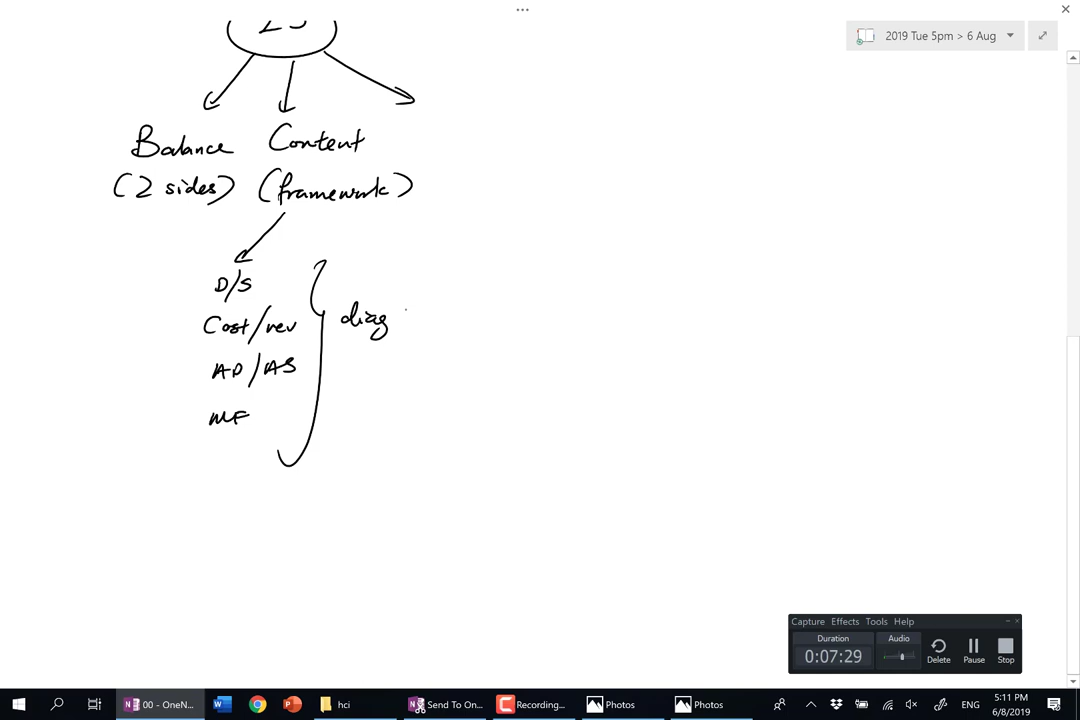 2019 Tue 5pm > 6 Aug
Balance Content
(2 sides) (framework)
D/S
Cost/rev
diag
AD/AS
MF
Capture Effects Tools Help
Duration Audio
0:07:29
Delete Pause Stop
00 - OneN...
hci
Send To On...
Recording...
Photos
Photos
ENG
5:11 PM
6/8/2019